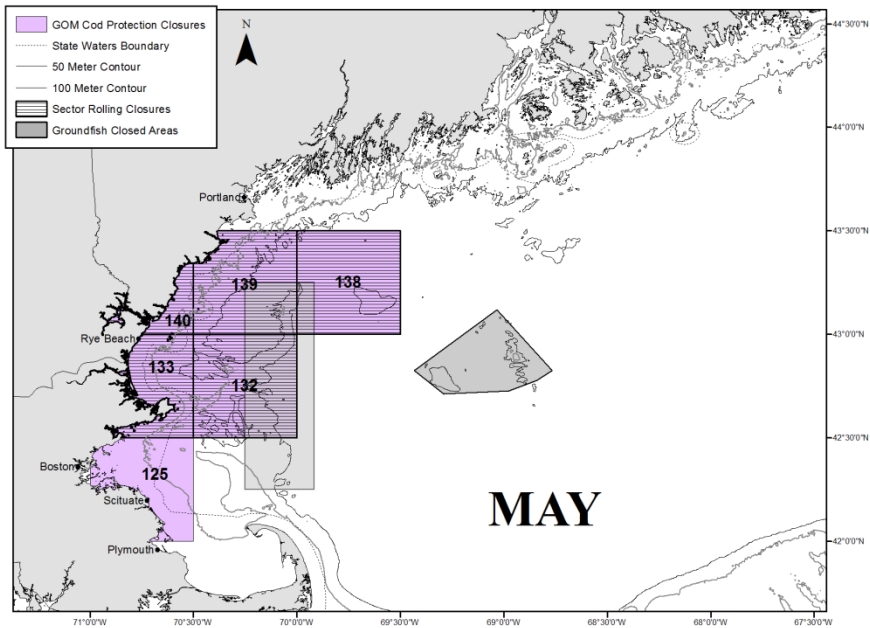 GOM Cod Protection Closures
State Waters Boundary
50 Meter Contour
100 Meter Contour
Sector Rolling Closures
Groundfish Closed Areas
N
44°30'0"N
44°0'0"N
Portland
43°30'0"N
139
138
140
Rye Beach
43°0'0"N
133
132
42°30'0"N
Boston
125
Scituate
MAY
42°0'0"N
Plymouth
71°0'0"W
70°30'0"W
70°0'0"W
69°30'0"W
69°0'0"W
68°30'0"W
68°0'0"W
67°30'0"W